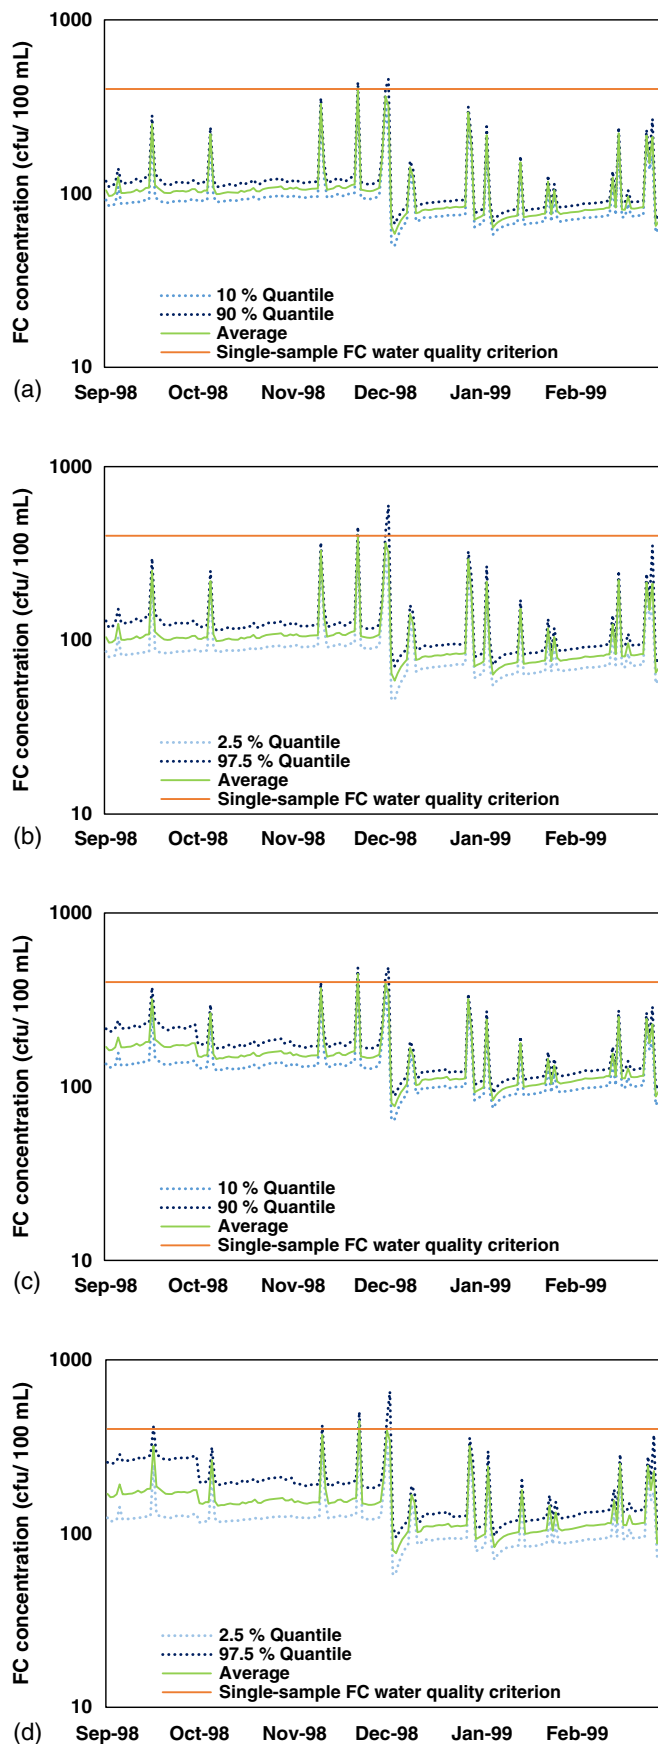 1000
FC concentration (cfu/ 100 mL)
100
10 % Quantile
90 % Quantile
Average
Single-sample FC water quality criterion
10
(a)
Sep-98 Oct-98 Nov-98 Dec-98 Jan-99 Feb-99
1000
FC concentration (cfu/ 100 mL)
100
2.5 % Quantile
97.5 % Quantile
Average
Single-sample FC water quality criterion
10
(b)
Sep-98 Oct-98 Nov-98 Dec-98 Jan-99 Feb-99
1000
FC concentration (cfu/ 100 mL)
100
10 % Quantile
90 % Quantile
Average
Single-sample FC water quality criterion
10
(c)
Sep-98 Oct-98 Nov-98 Dec-98 Jan-99 Feb-99
1000
FC concentration (cfu/ 100 mL)
100
2.5 % Quantile
97.5 % Quantile
Average
Single-sample FC water quality criterion
10
(d)
Sep-98 Oct-98 Nov-98 Dec-98 Jan-99 Feb-99